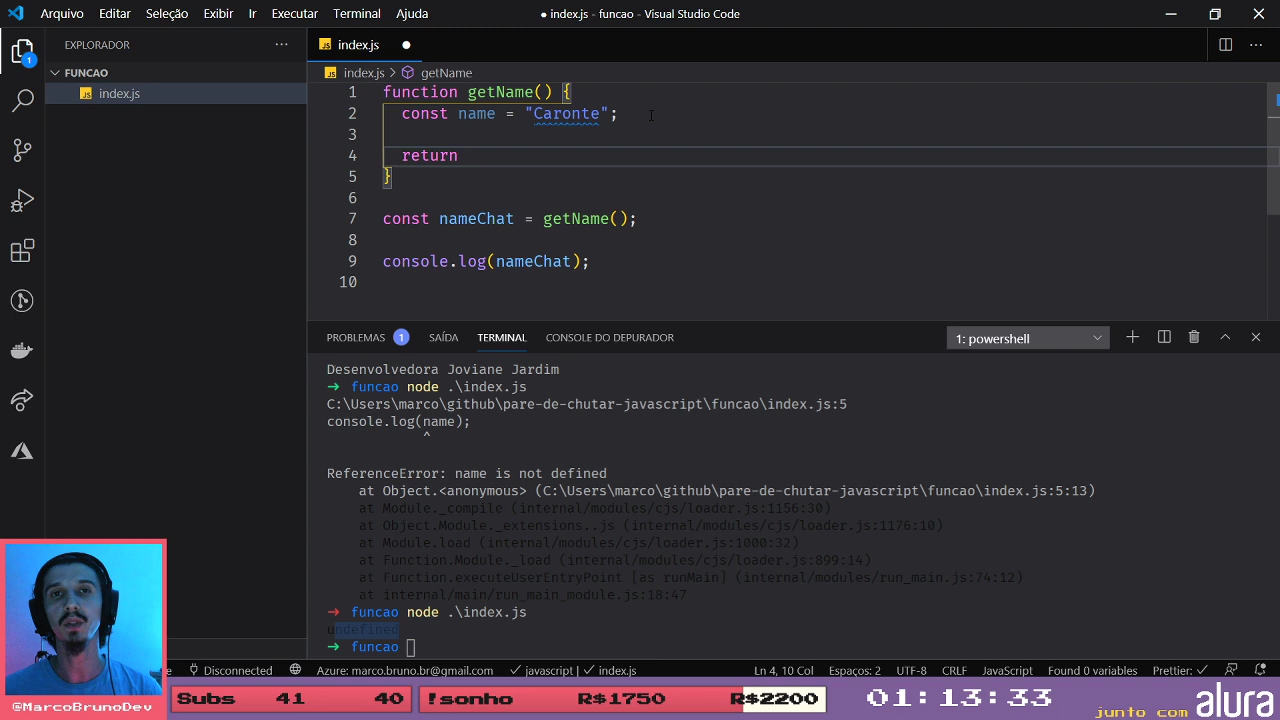 Arquivo Editar Seleção Exibir Ir Executar Terminal Ajuda
● index.js - funcao - Visual Studio Code
EXPLORADOR
FUNCAO
JS index.js
1
JS index.js
JS index.js > getName
1 function getName() {
2 const name = "Caronte";
3
4 return
5 }
6
7 const nameChat = getName();
8
9 console.log(nameChat);
10
PROBLEMAS 1 SAÍDA TERMINAL CONSOLE DO DEPURADOR
1: powershell
Desenvolvedora Joviane Jardim
→ funcao node .\index.js
C:\Users\marco\github\pare-de-chutar-javascript\funcao\index.js:5
console.log(name);
^
ReferenceError: name is not defined
at Object.<anonymous> (C:\Users\marco\github\pare-de-chutar-javascript\funcao\index.js:5:13)
at Module._compile (internal/modules/cjs/loader.js:1156:30)
at Object.Module._extensions..js (internal/modules/cjs/loader.js:1176:10)
at Module.load (internal/modules/cjs/loader.js:1000:32)
at Function.Module._load (internal/modules/cjs/loader.js:899:14)
at Function.executeUserEntryPoint [as runMain] (internal/modules/run_main.js:74:12)
at internal/main/run_main_module.js:18:47
→ funcao node .\index.js
undefined
→ funcao
Disconnected Azure: marco.bruno.br@gmail.com ✓ javascript | ✓ index.js Ln 4, Col 10 Espaços: 2 UTF-8 CRLF JavaScript Found 0 variables Prettier: ✓
@MarcoBrunoDev
Subs 41 40 !sonho R$1750 R$2200 01:13:33
junto com alura